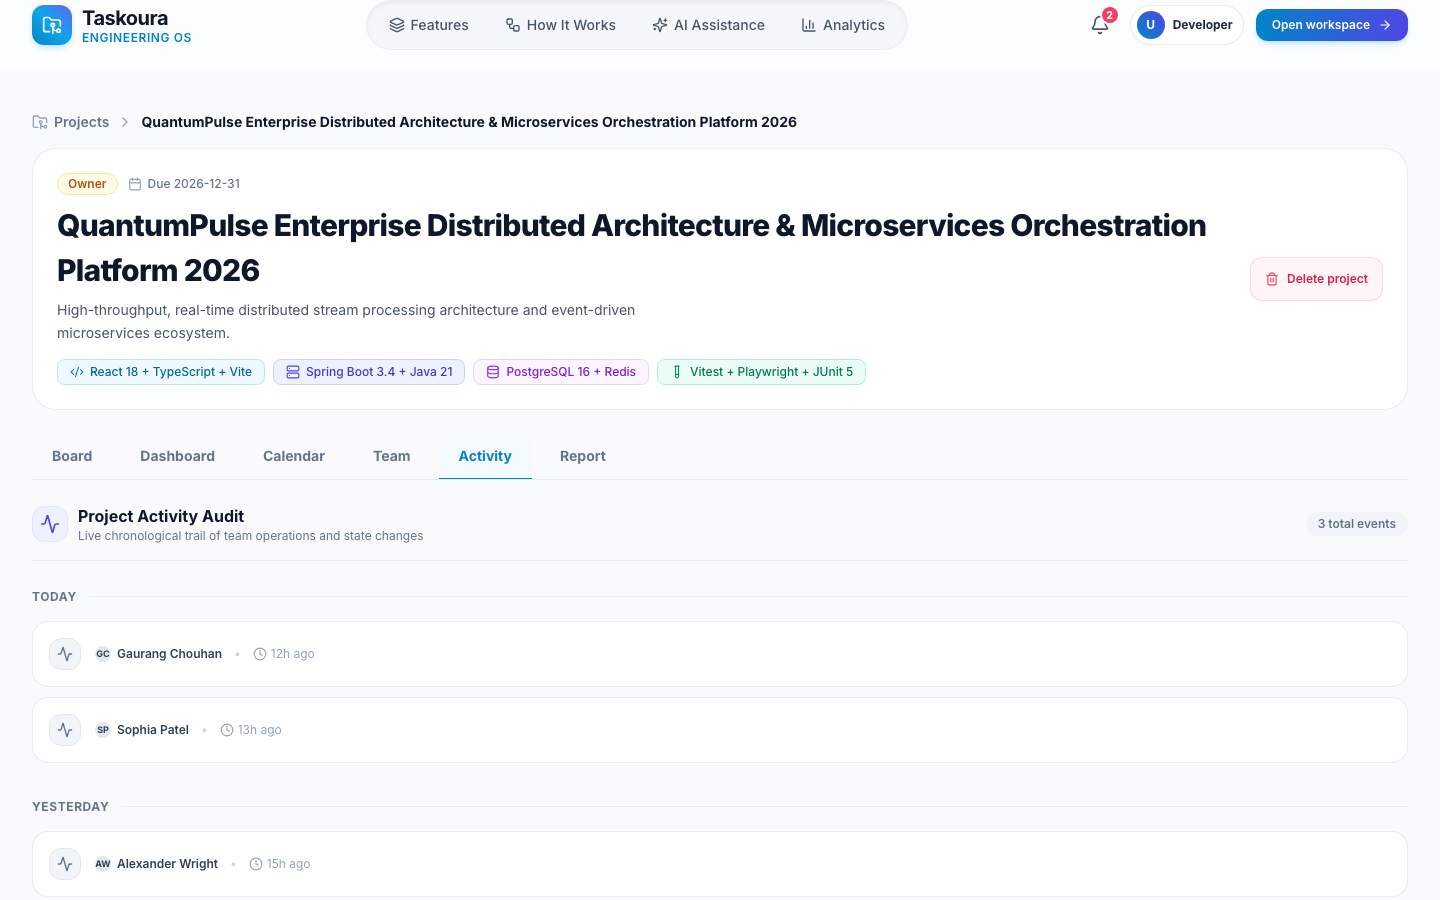 Taskoura
ENGINEERING OS
Features
How It Works
AI Assistance
Analytics
2
U
Developer
Open workspace
Projects
QuantumPulse Enterprise Distributed Architecture & Microservices Orchestration Platform 2026
Owner
Due 2026-12-31
QuantumPulse Enterprise Distributed Architecture & Microservices Orchestration
Platform 2026
High-throughput, real-time distributed stream processing architecture and event-driven
microservices ecosystem.
Delete project
React 18 + TypeScript + Vite
Spring Boot 3.4 + Java 21
PostgreSQL 16 + Redis
Vitest + Playwright + JUnit 5
Board
Dashboard
Calendar
Team
Activity
Report
Project Activity Audit
Live chronological trail of team operations and state changes
3 total events
TODAY
GC
Gaurang Chouhan
12h ago
SP
Sophia Patel
13h ago
YESTERDAY
AW
Alexander Wright
15h ago